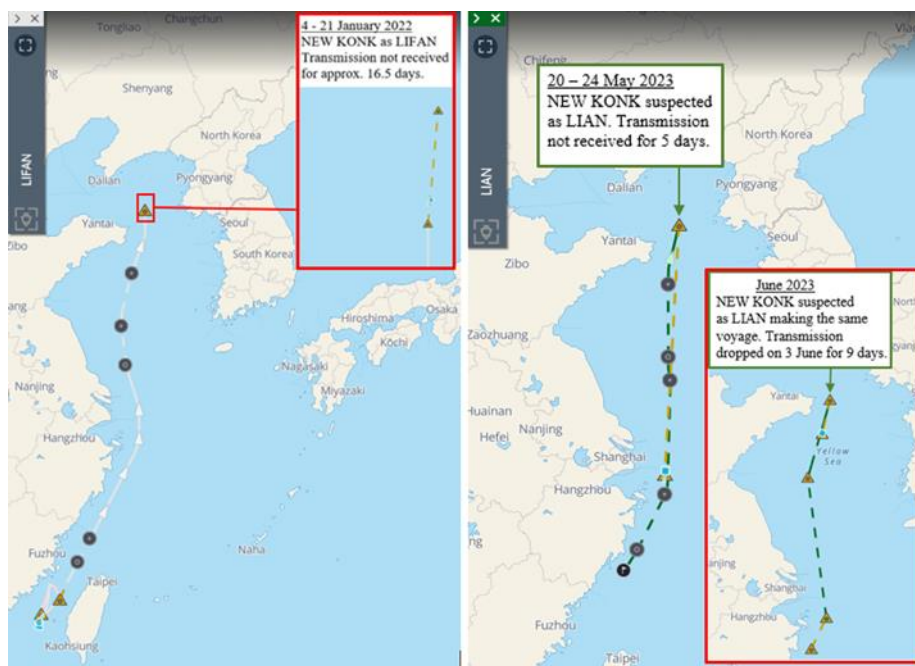 4 - 21 January 2022
NEW KONK as LIFAN
Transmission not received
for approx. 16.5 days.
LIFAN
Tongliao
Changchun
Jilin
Shenyang
North Korea
Dalian
Pyongyang
Yantai
Seoul
Zibo
South Korea
Zaozhuang
Hiroshima
Osaka
Kōchi
Nagasaki
Miyazaki
Nanjing
Hangzhou
Naha
Fuzhou
Taipei
Kaohsiung
20 – 24 May 2023
NEW KONK suspected
as LIAN. Transmission
not received for 5 days.
LIAN
Chifeng
Shenyang
North Korea
Dalian
Pyongyang
Yantai
Seoul
Zibo
Zaozhuang
Huainan
Nanjing
Hefei
Shanghai
Hangzhou
Fuzhou
Taipei
June 2023
NEW KONK suspected
as LIAN making the same
voyage. Transmission
dropped on 3 June for 9 days.
Yantai
Yellow
Sea
anjing
Shanghai
Hangzhou